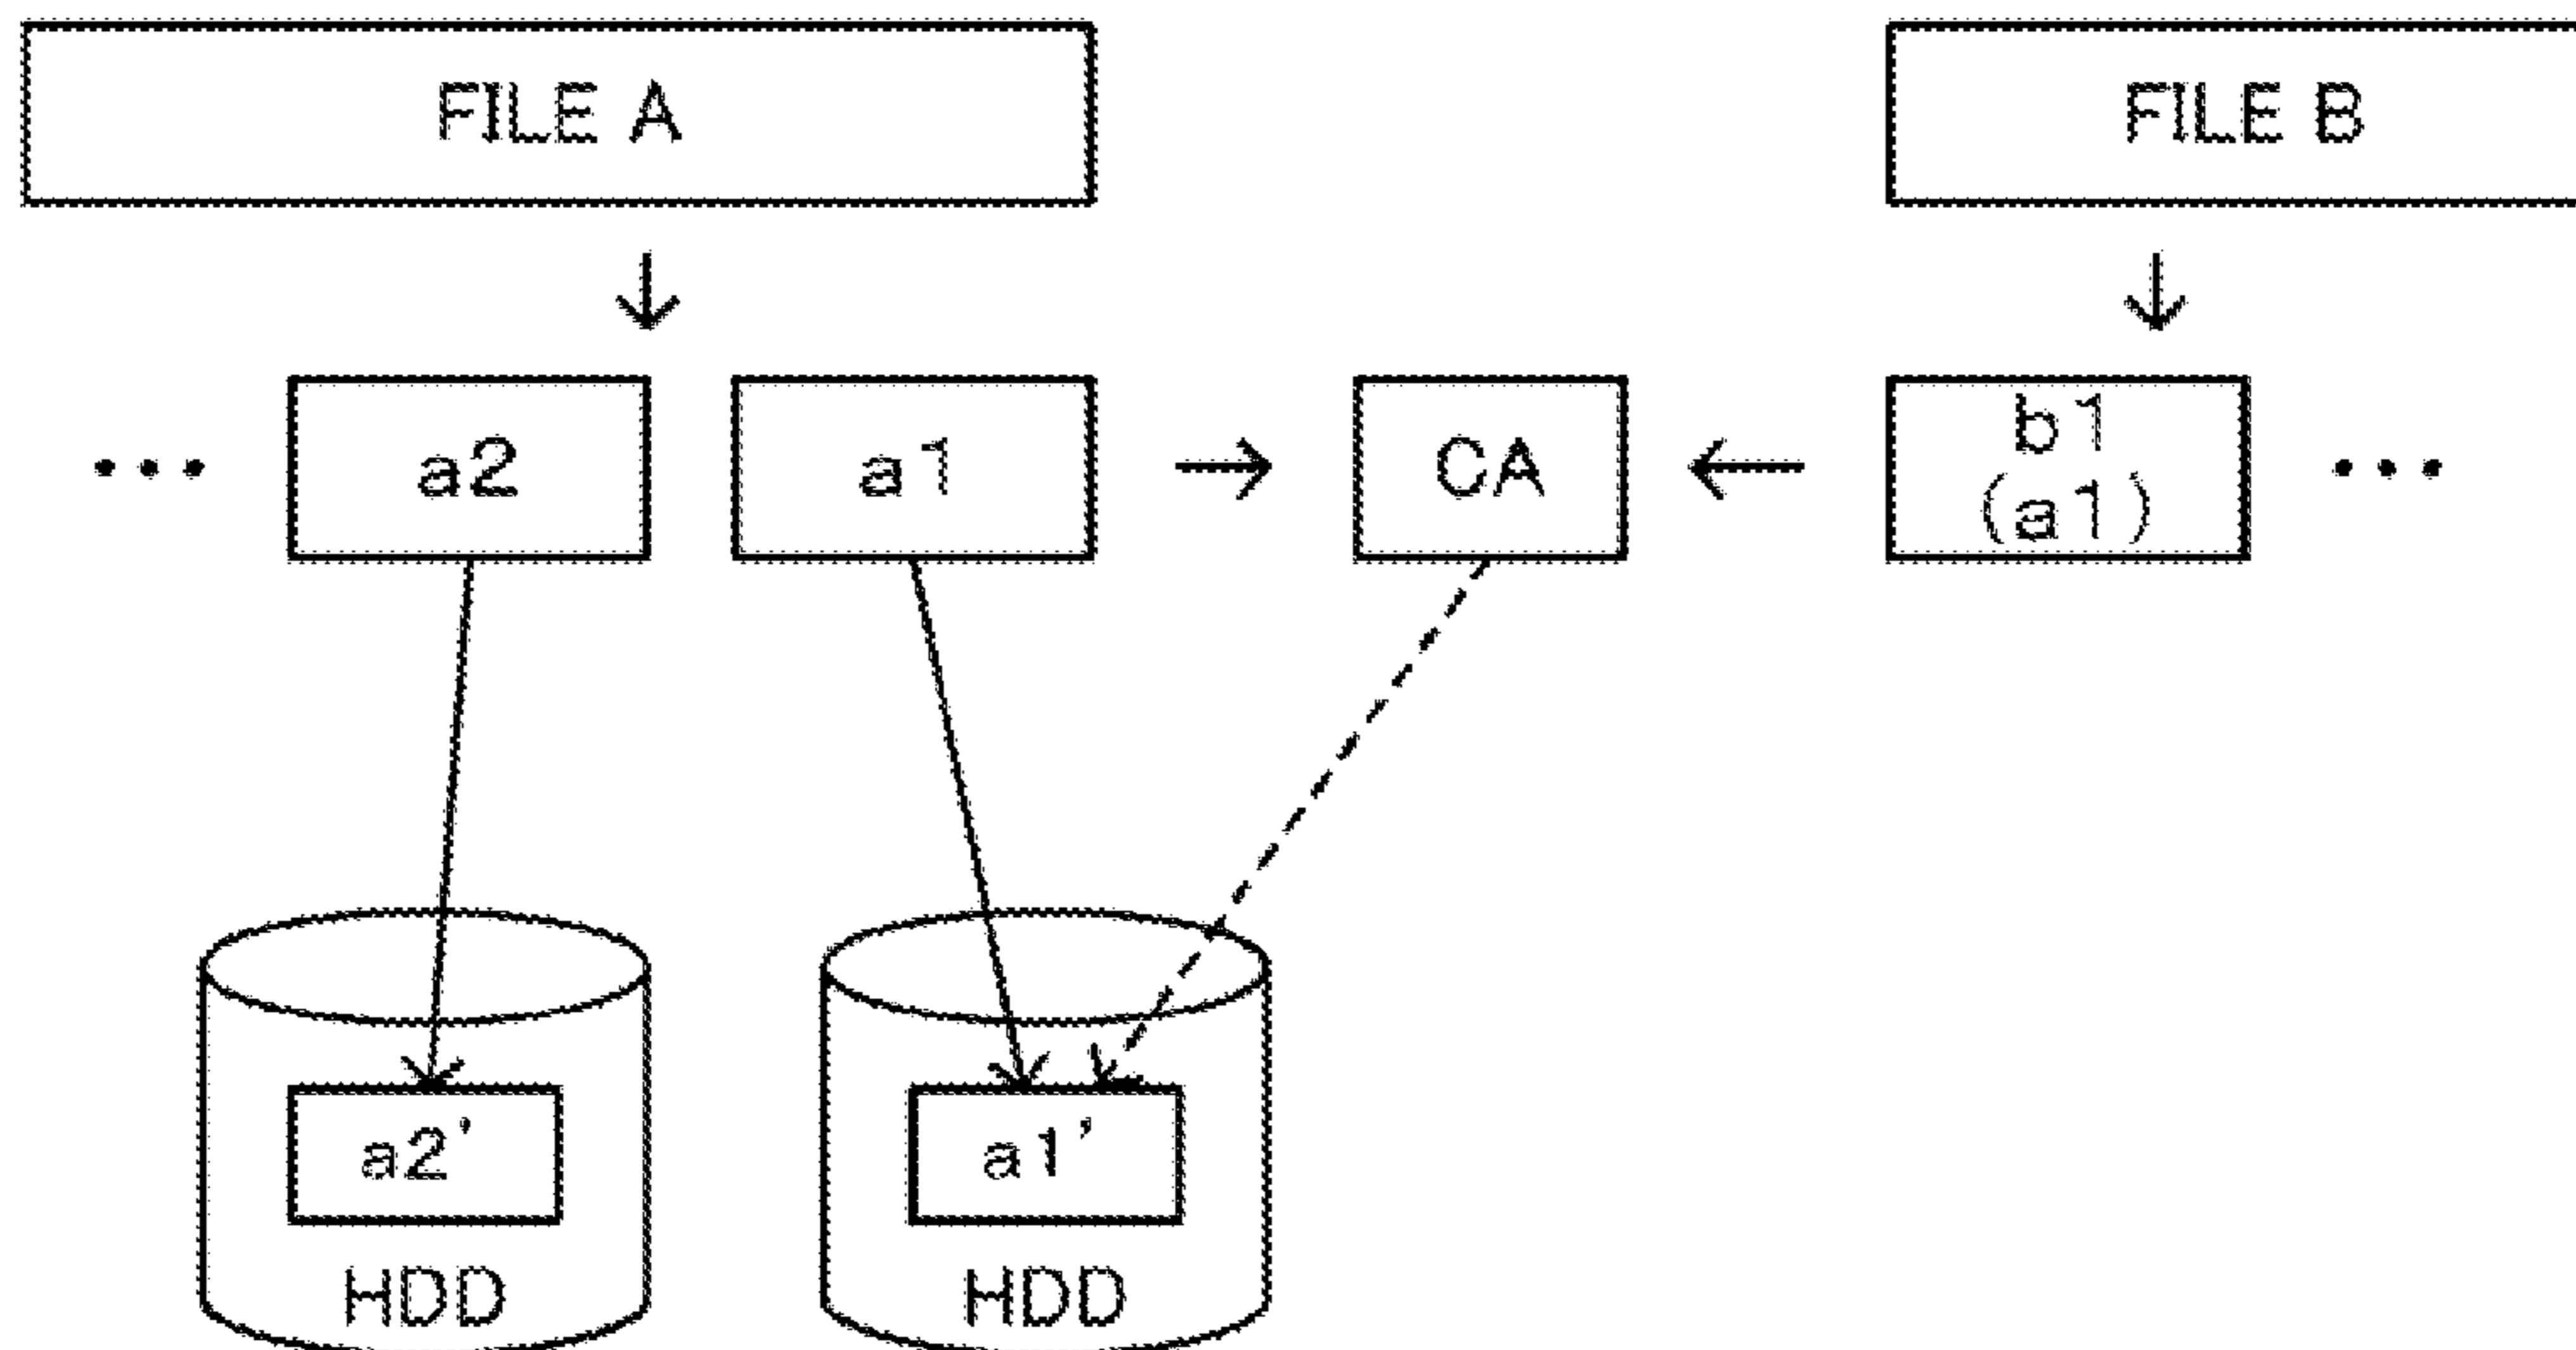 FILE A
FILE B
••• a2
a1
CA
b1
(a1)
•••
a2'
a1'
HDD
HDD